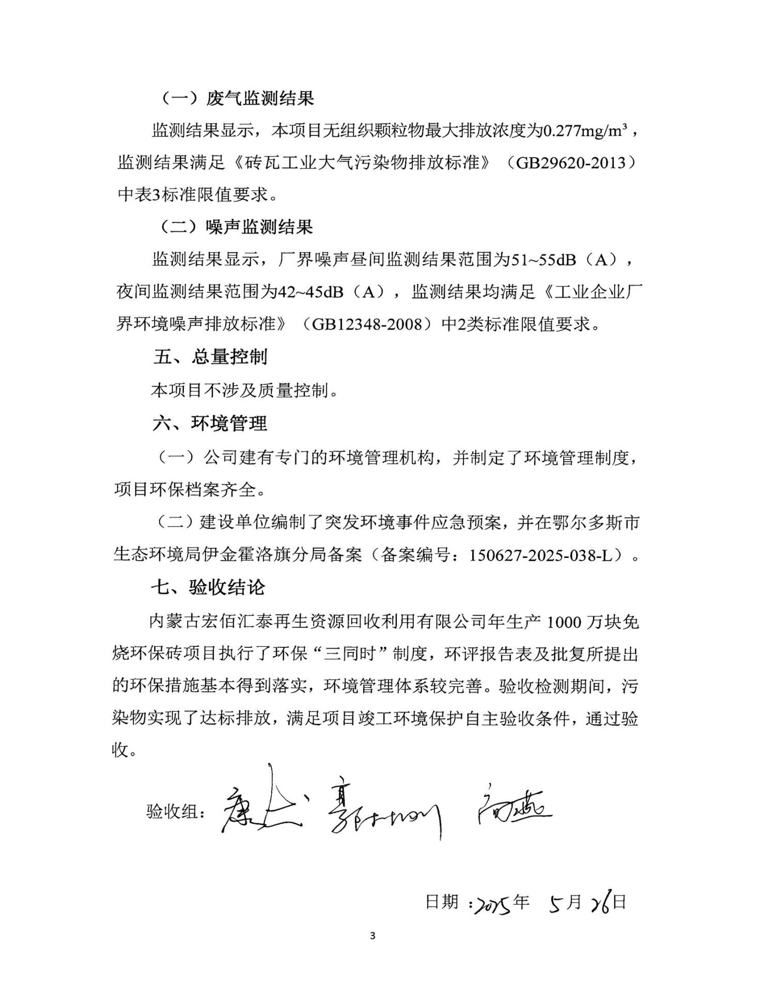 （一）废气监测结果
监测结果显示，本项目无组织颗粒物最大排放浓度为0.277mg/m³，
监测结果满足《砖瓦工业大气污染物排放标准》（GB29620-2013）
中表3标准限值要求。
（二）噪声监测结果
监测结果显示，厂界噪声昼间监测结果范围为51~55dB（A），
夜间监测结果范围为42~45dB（A），监测结果均满足《工业企业厂
界环境噪声排放标准》（GB12348-2008）中2类标准限值要求。
五、总量控制
本项目不涉及质量控制。
六、环境管理
（一）公司建有专门的环境管理机构，并制定了环境管理制度，
项目环保档案齐全。
（二）建设单位编制了突发环境事件应急预案，并在鄂尔多斯市
生态环境局伊金霍洛旗分局备案（备案编号：150627-2025-038-L）。
七、验收结论
内蒙古宏佰汇泰再生资源回收利用有限公司年生产 1000 万块免
烧环保砖项目执行了环保“三同时”制度，环评报告表及批复所提出
的环保措施基本得到落实，环境管理体系较完善。验收检测期间，污
染物实现了达标排放，满足项目竣工环境保护自主验收条件，通过验
收。
验收组：
日期：2025年 5月26日
3